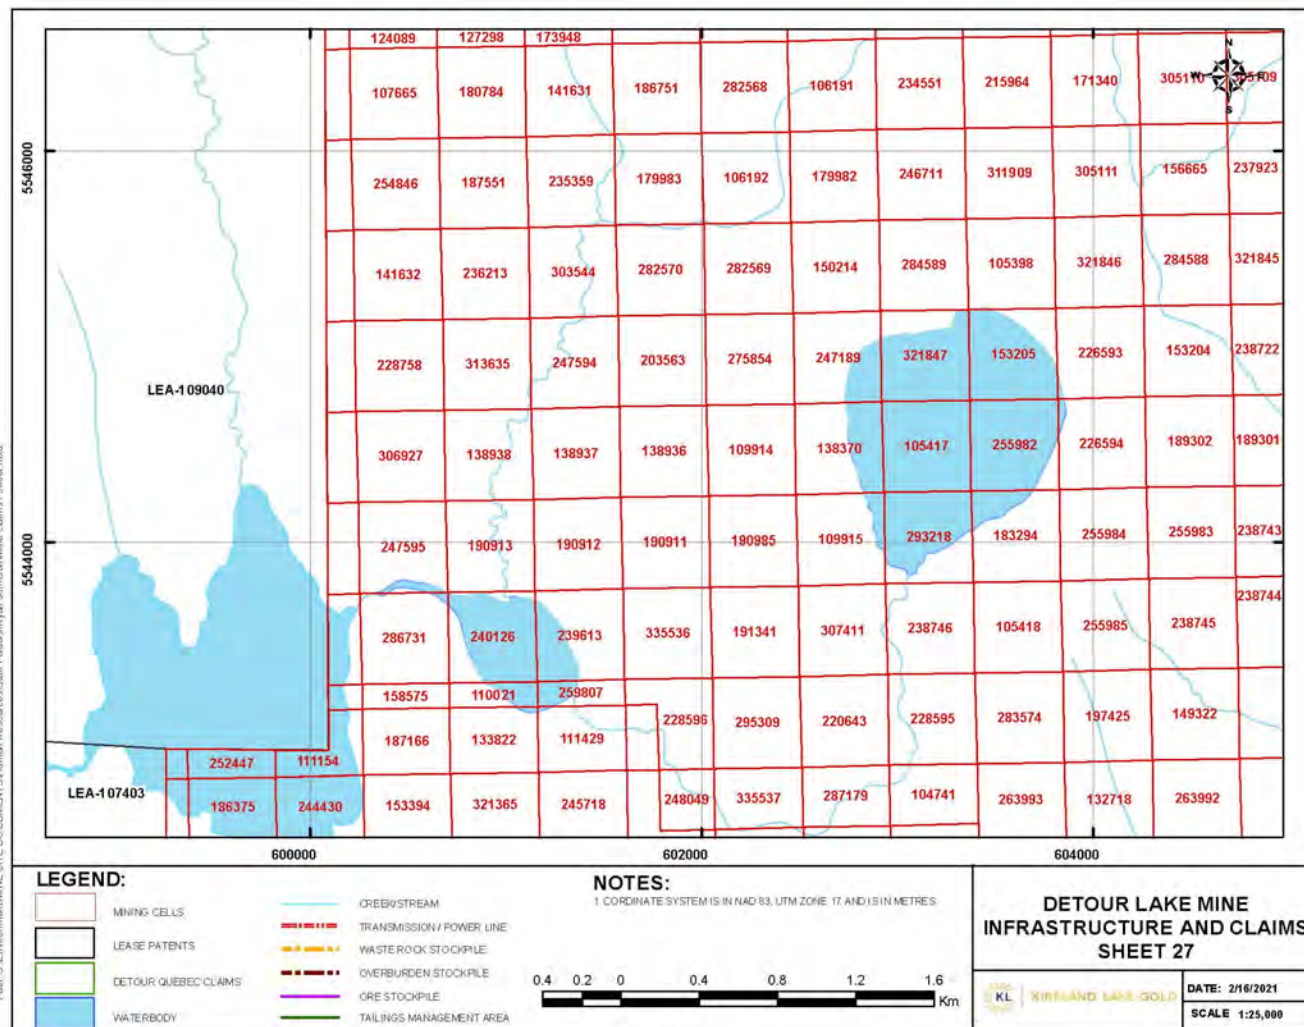 124089 127298 173948
107665 180784 141631 186751 282568 106191 234551 215964 171340 305110 305109
N
W E
S
5546000
254846 187551 235359 179983 106192 179982 246711 311909 305111 156665 237923
141632 236213 303544 282570 282569 150214 284589 105398 321846 284588 321845
228758 313635 247594 203563 275854 247189 321847 153205 226593 153204 238722
LEA-109040
306927 138938 138937 138936 109914 138370 105417 255982 226594 189302 189301
5544000
247595 190913 190912 190911 190985 109915 293218 183294 255984 255983 238743
238744
286731 240126 239613 335536 191341 307411 238746 105418 255985 238745
158575 110021 259807
228596 295309 220643 228595 283574 197425 149322
187166 133822 111429
252447 111154
LEA-107403
186375 244430 153394 321365 245718 248049 335537 287179 104741 263993 132718 263992
600000 602000 604000
LEGEND:
MINING CELLS
LEASE PATENTS
DETOUR QUEBEC CLAIMS
WATERBODY
CREEK/STREAM
TRANSMISSION / POWER LINE
WASTE ROCK STOCKPILE
OVERBURDEN STOCKPILE
ORE STOCKPILE
TAILINGS MANAGEMENT AREA
NOTES:
1. CORDINATE SYSTEM IS IN NAD 83, UTM ZONE 17 AND IS IN METRES
0.4 0.2 0 0.4 0.8 1.2 1.6
Km
DETOUR LAKE MINE
INFRASTRUCTURE AND CLAIMS
SHEET 27
KL KIRKLAND LAKE GOLD
DATE: 2/16/2021
SCALE 1:25,000